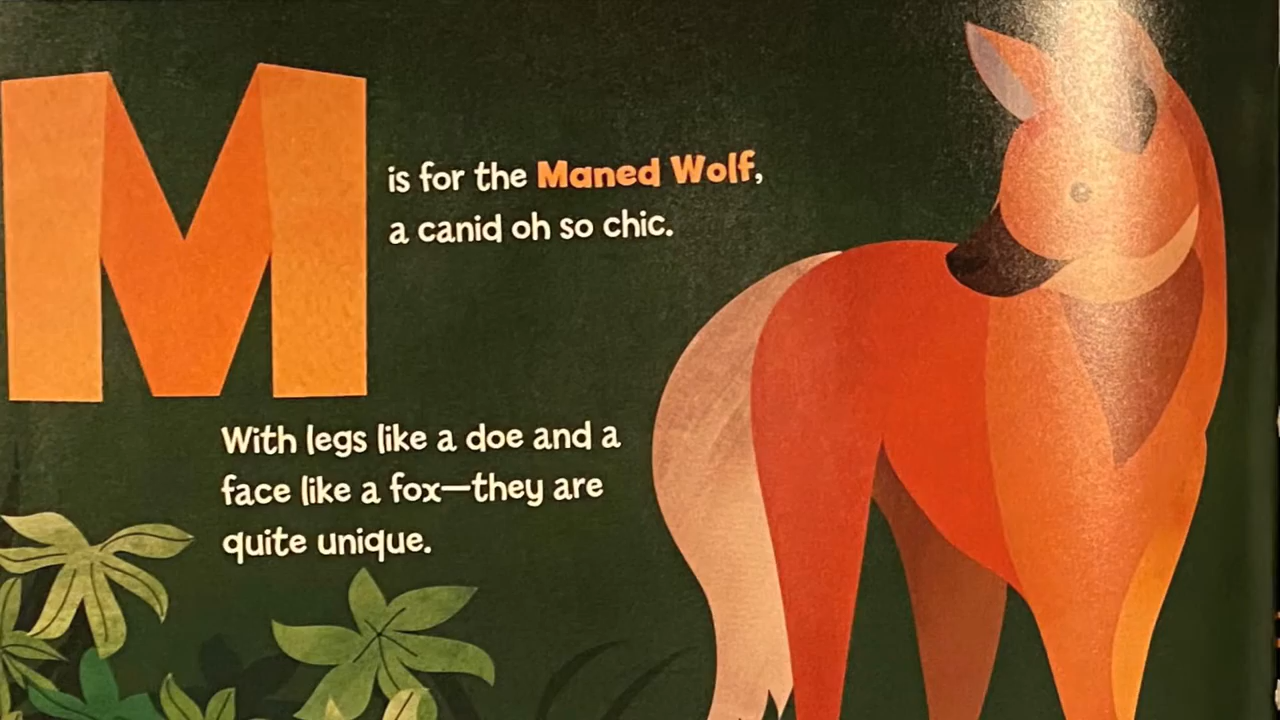 M
is for the Maned Wolf,
a canid oh so chic.
With legs like a doe and a
face like a fox—they are
quite unique.